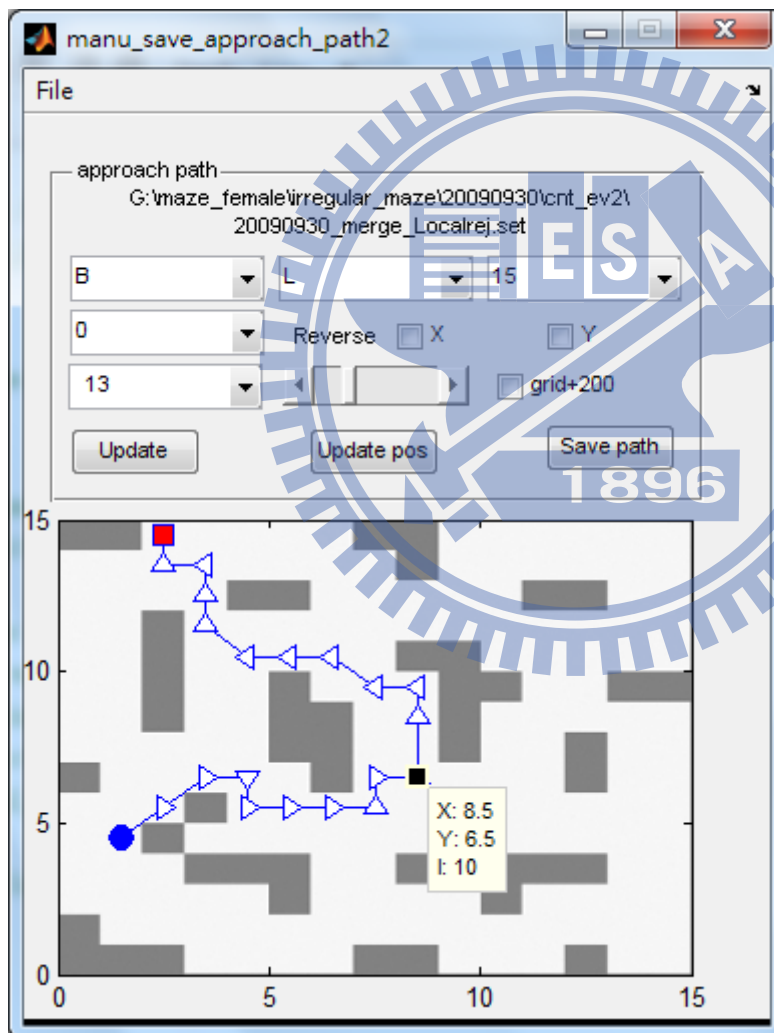 manu_save_approach_path2
File
approach path
G:\maze_female\irregular_maze\20090930\cnt_ev2\
20090930_merge_Localrej.set
B
L
15
0
Reverse
X
Y
13
grid+200
Update
Update pos
Save path
ESA
1896
15
10
5
0
X: 8.5
Y: 6.5
I: 10
0
5
10
15